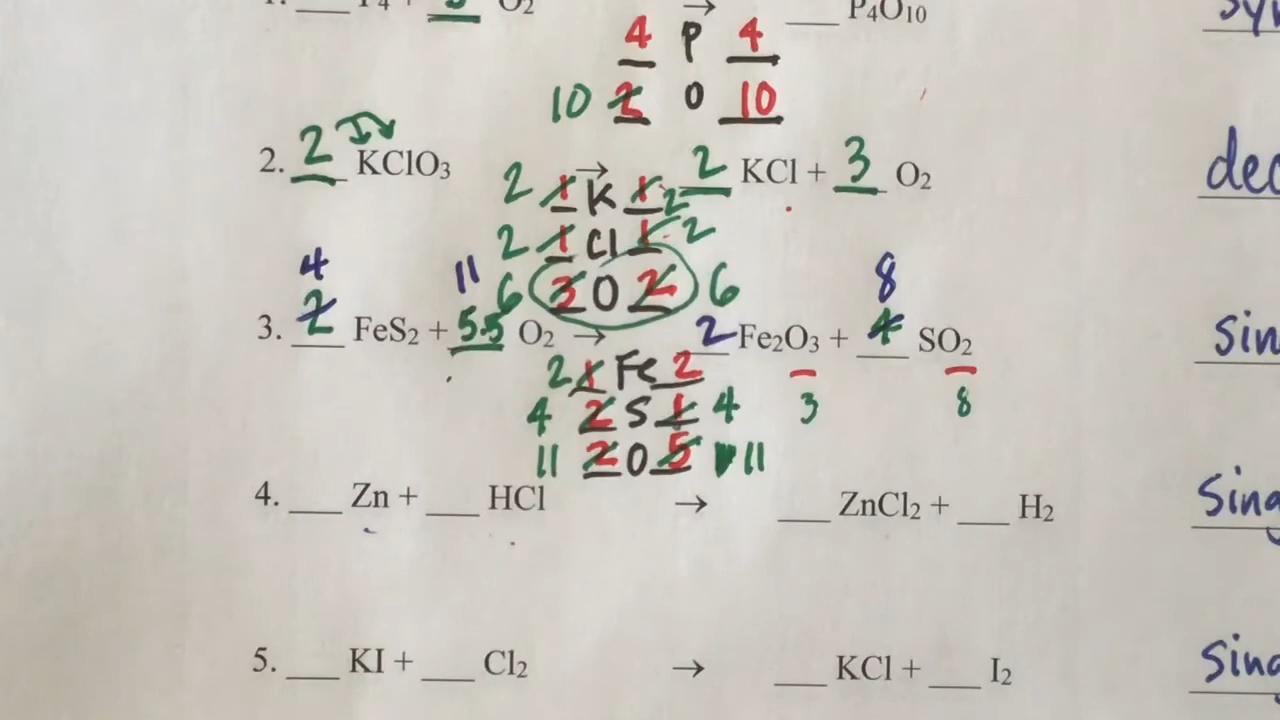 O₂ → ___ P₄O₁₀
4 P 4
10 2 O 10
2. 2 KClO₃ → 2 KCl + 3 O₂ dec
2 1 K 1 2
2 1 Cl 1 2
6 3 O 2 6
4 11 8
3. 2 FeS₂ + 5.5 O₂ → 2 Fe₂O₃ + 4 SO₂ sin
2 1 Fe 2
4 2 S 1 4 3 8
11 2 O 5 11
4. ___ Zn + ___ HCl → ___ ZnCl₂ + ___ H₂ Sing
5. ___ KI + ___ Cl₂ → ___ KCl + ___ I₂ Sing